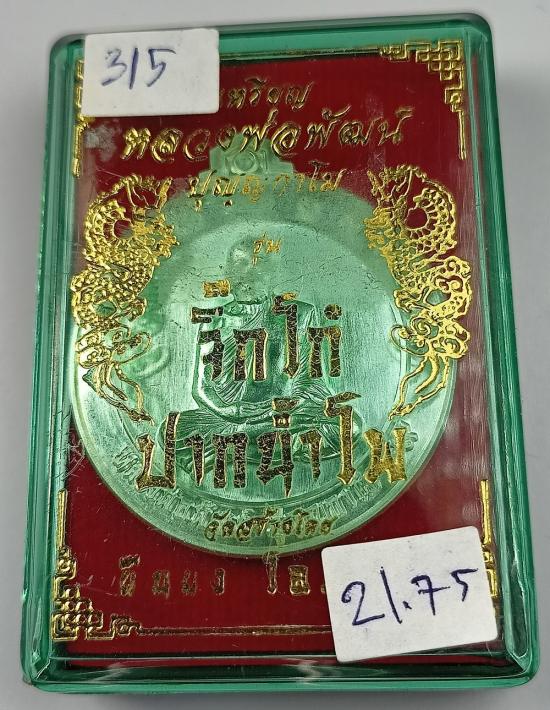 315
เหรียญ
หลวงพ่อพัฒน์
ปุญฺญกาโม
รุ่น
จิ๊กโก๋
ปากน้ำโพ
21.75